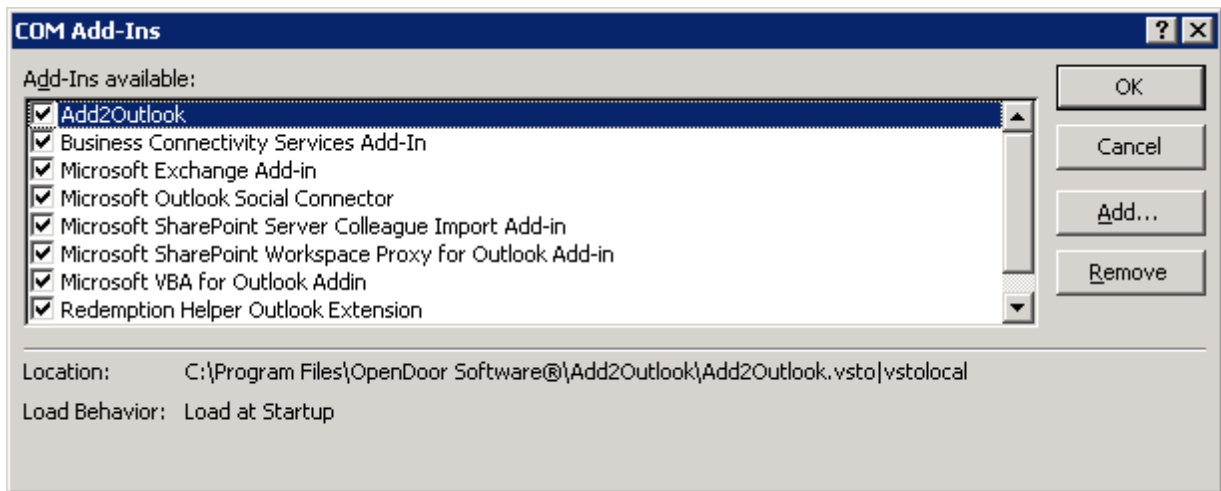 COM Add-Ins
Add-Ins available:
Add2Outlook
Business Connectivity Services Add-In
Microsoft Exchange Add-in
Microsoft Outlook Social Connector
Microsoft SharePoint Server Colleague Import Add-in
Microsoft SharePoint Workspace Proxy for Outlook Add-in
Microsoft VBA for Outlook Addin
Redemption Helper Outlook Extension
OK
Cancel
Add...
Remove
Location: C:\Program Files\OpenDoor Software®\Add2Outlook\Add2Outlook.vsto|vstolocal
Load Behavior: Load at Startup